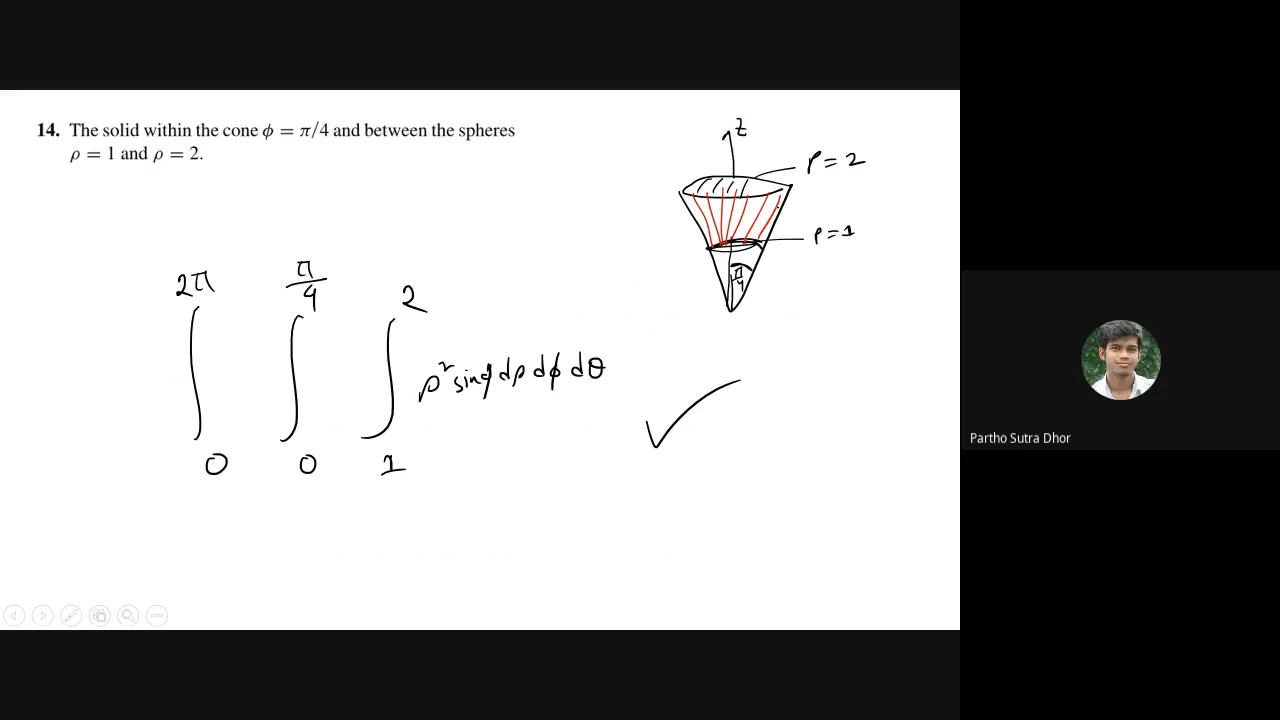 14. The solid within the cone ϕ = π/4 and between the spheres
ρ = 1 and ρ = 2.
z
ρ = 2
ρ = 1
π/4
2π π/4 2
∫ ∫ ∫ ρ² sinϕ dρ dϕ dθ
0 0 1
Partho Sutra Dhor